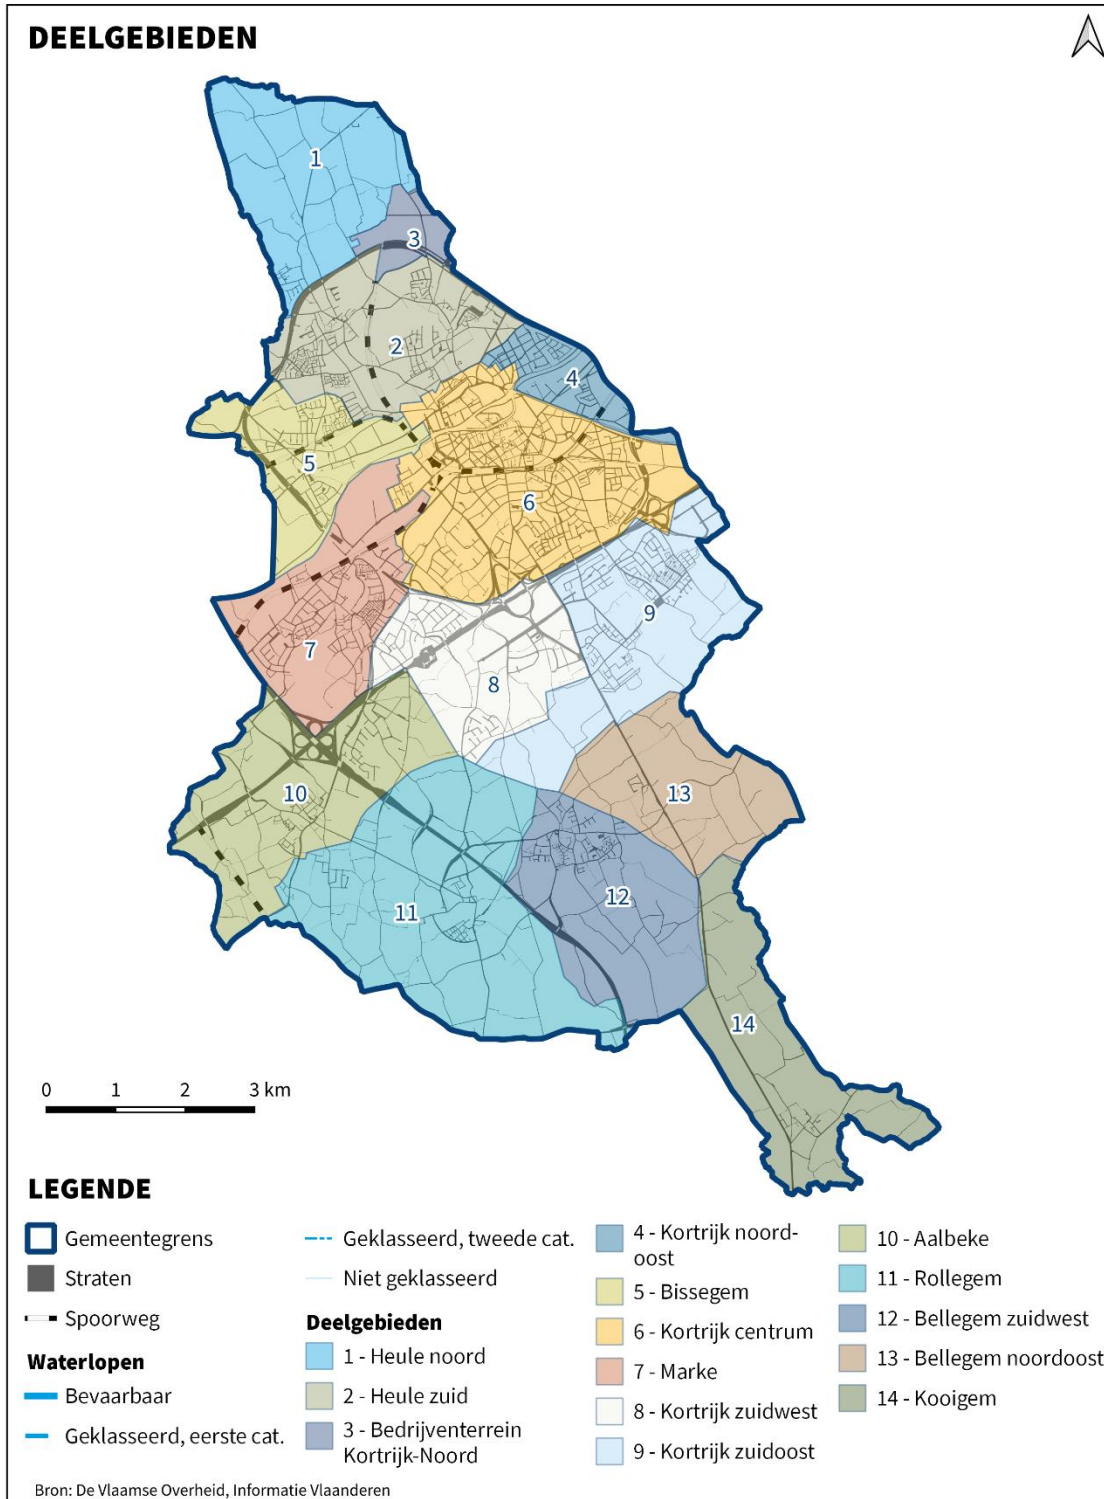 DEELGEBIEDEN
1
3
2
4
5
6
9
7
8
10
13
12
11
14
0 1 2 3 km
LEGENDE
Gemeentegrens
Straten
Spoorweg
Waterlopen
Bevaarbaar
Geklasseerd, eerste cat.
Geklasseerd, tweede cat.
Niet geklasseerd
Deelgebieden
1 - Heule noord
2 - Heule zuid
3 - Bedrijventerrein
Kortrijk-Noord
4 - Kortrijk noord-
oost
5 - Bissegem
6 - Kortrijk centrum
7 - Marke
8 - Kortrijk zuidwest
9 - Kortrijk zuidoost
10 - Aalbeke
11 - Rollegem
12 - Bellegem zuidwest
13 - Bellegem noordoost
14 - Kooigem
Bron: De Vlaamse Overheid, Informatie Vlaanderen